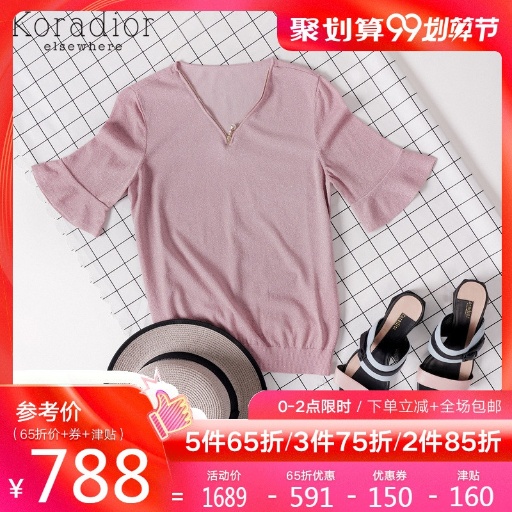 Koradior
elsewhere
聚划算99划算节
参考价
(65折价+券+津贴)
¥788
0-2点限时/下单立减+全场包邮
5件65折/3件75折/2件85折
= 活动价 65折优惠 优惠券 津贴
1689 - 591 - 150 - 160